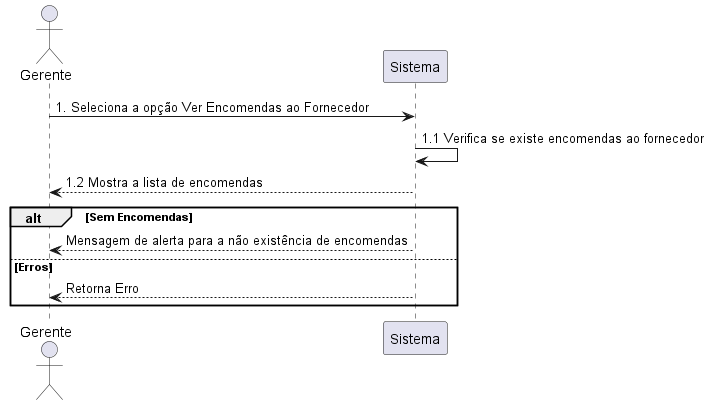 Gerente
Sistema
1. Seleciona a opção Ver Encomendas ao Fornecedor
1.1 Verifica se existe encomendas ao fornecedor
1.2 Mostra a lista de encomendas
alt [Sem Encomendas]
Mensagem de alerta para a não existência de encomendas
[Erros]
Retorna Erro
Gerente
Sistema